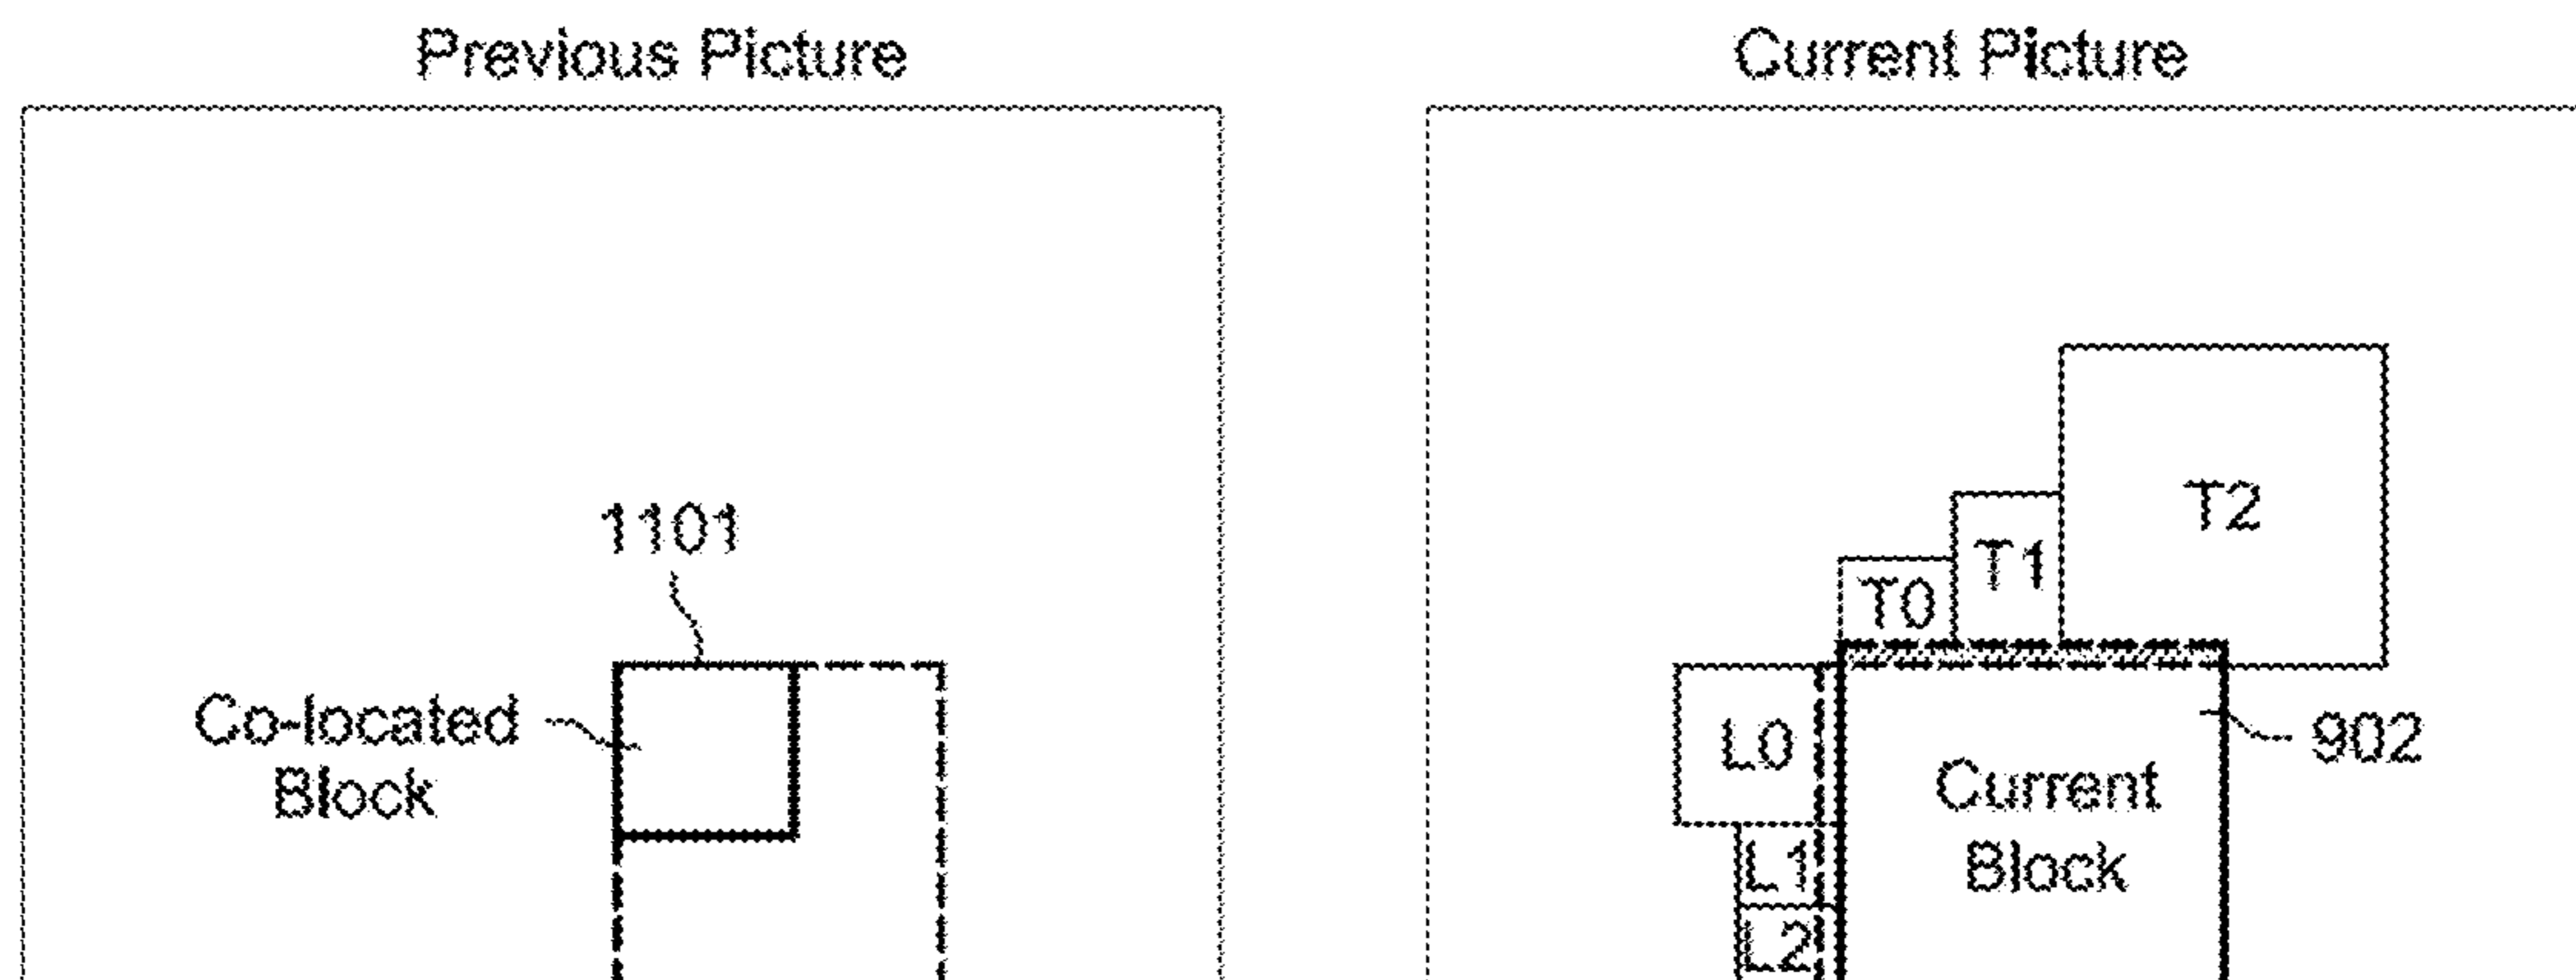 Previous Picture
Current Picture
1101
Co-located
Block
T2
T1
T0
L0
902
Current
Block
L1
L2